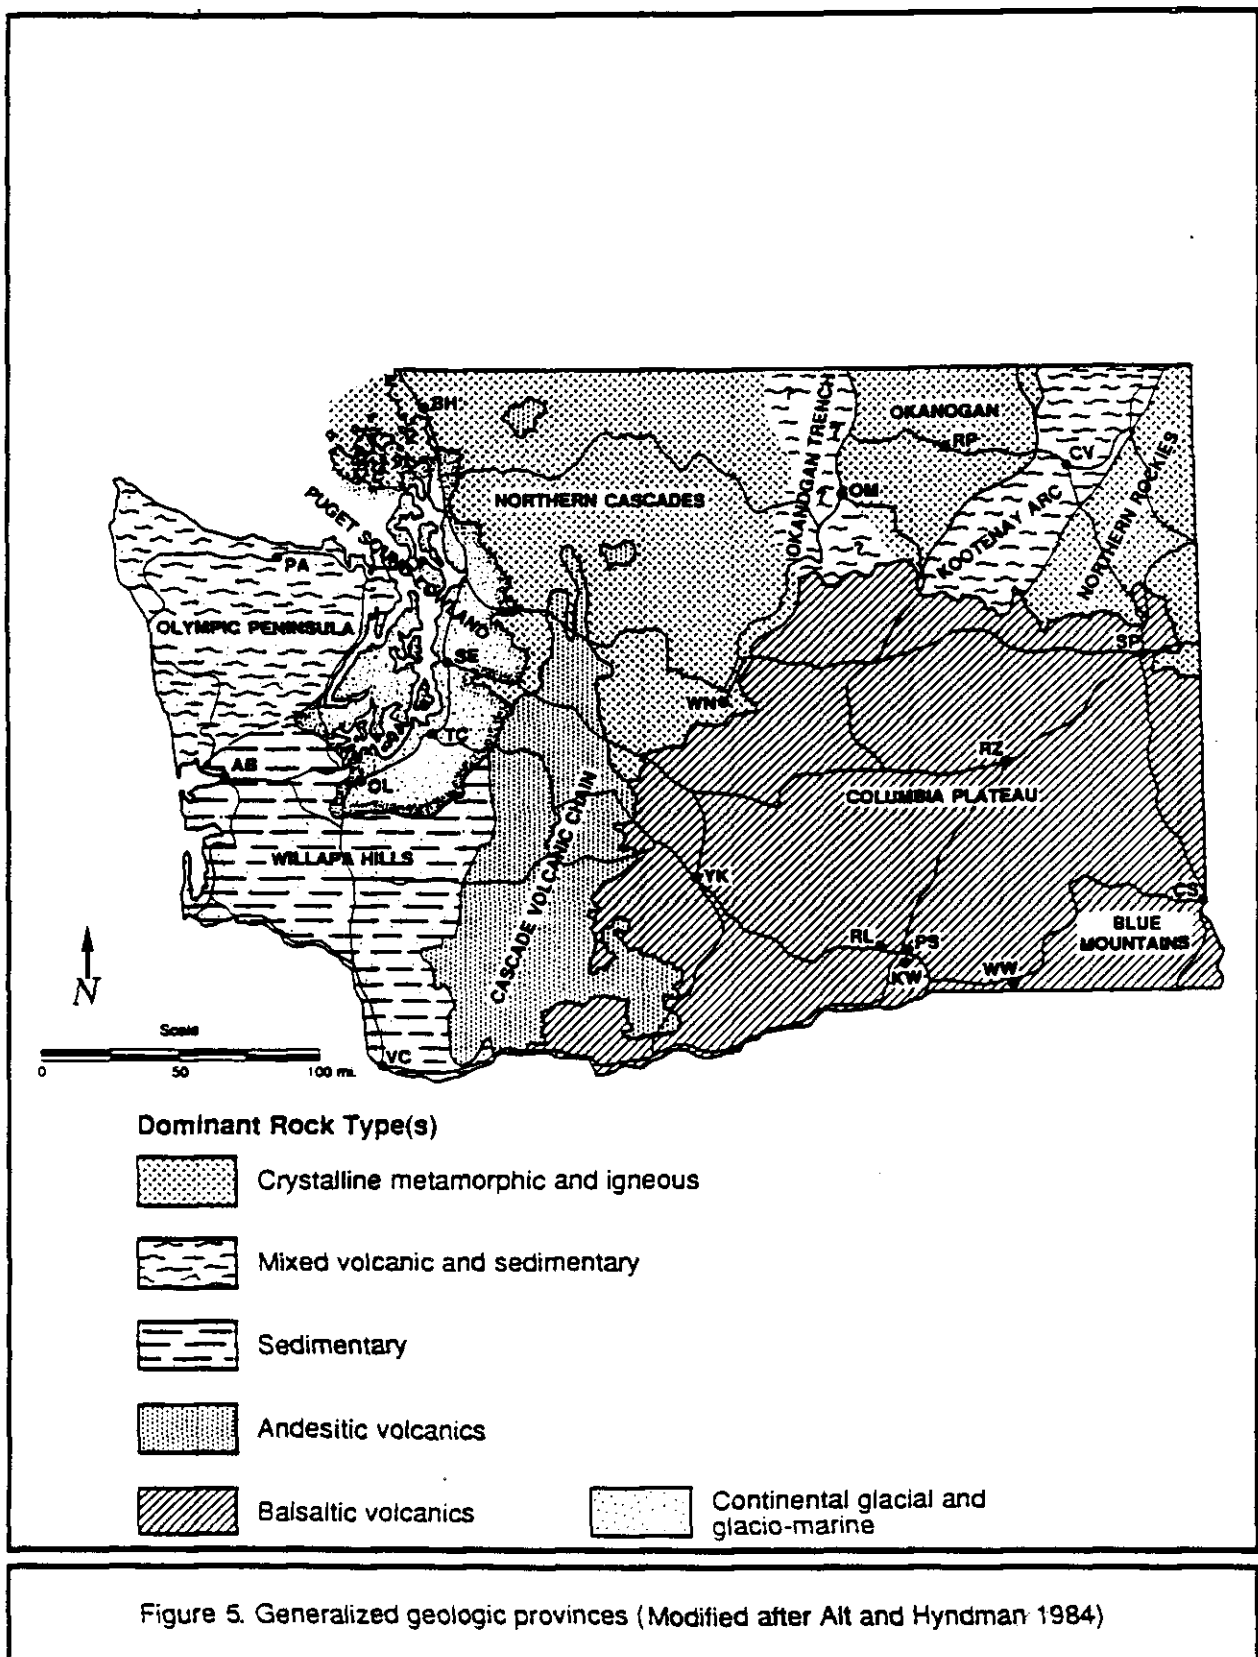 BH
OKANOGAN TRENCH
OKANOGAN
RP
CV
NORTHERN ROCKIES
KOOTENAY ARC
NORTHERN CASCADES
OM
PUGET SOUND LOWLAND
PA
OLYMPIC PENINSULA
SE
SP
WN
TC
RZ
AB
OL
COLUMBIA PLATEAU
CASCADE VOLCANIC CHAIN
WILLAPA HILLS
YK
BLUE
MOUNTAINS
RL
PS
KW
WW
N
Scale
VC
0 50 100 mi.
Dominant Rock Type(s)
Crystalline metamorphic and igneous
Mixed volcanic and sedimentary
Sedimentary
Andesitic volcanics
Balsaltic volcanics
Continental glacial and
glacio-marine
Figure 5. Generalized geologic provinces (Modified after Alt and Hyndman 1984)